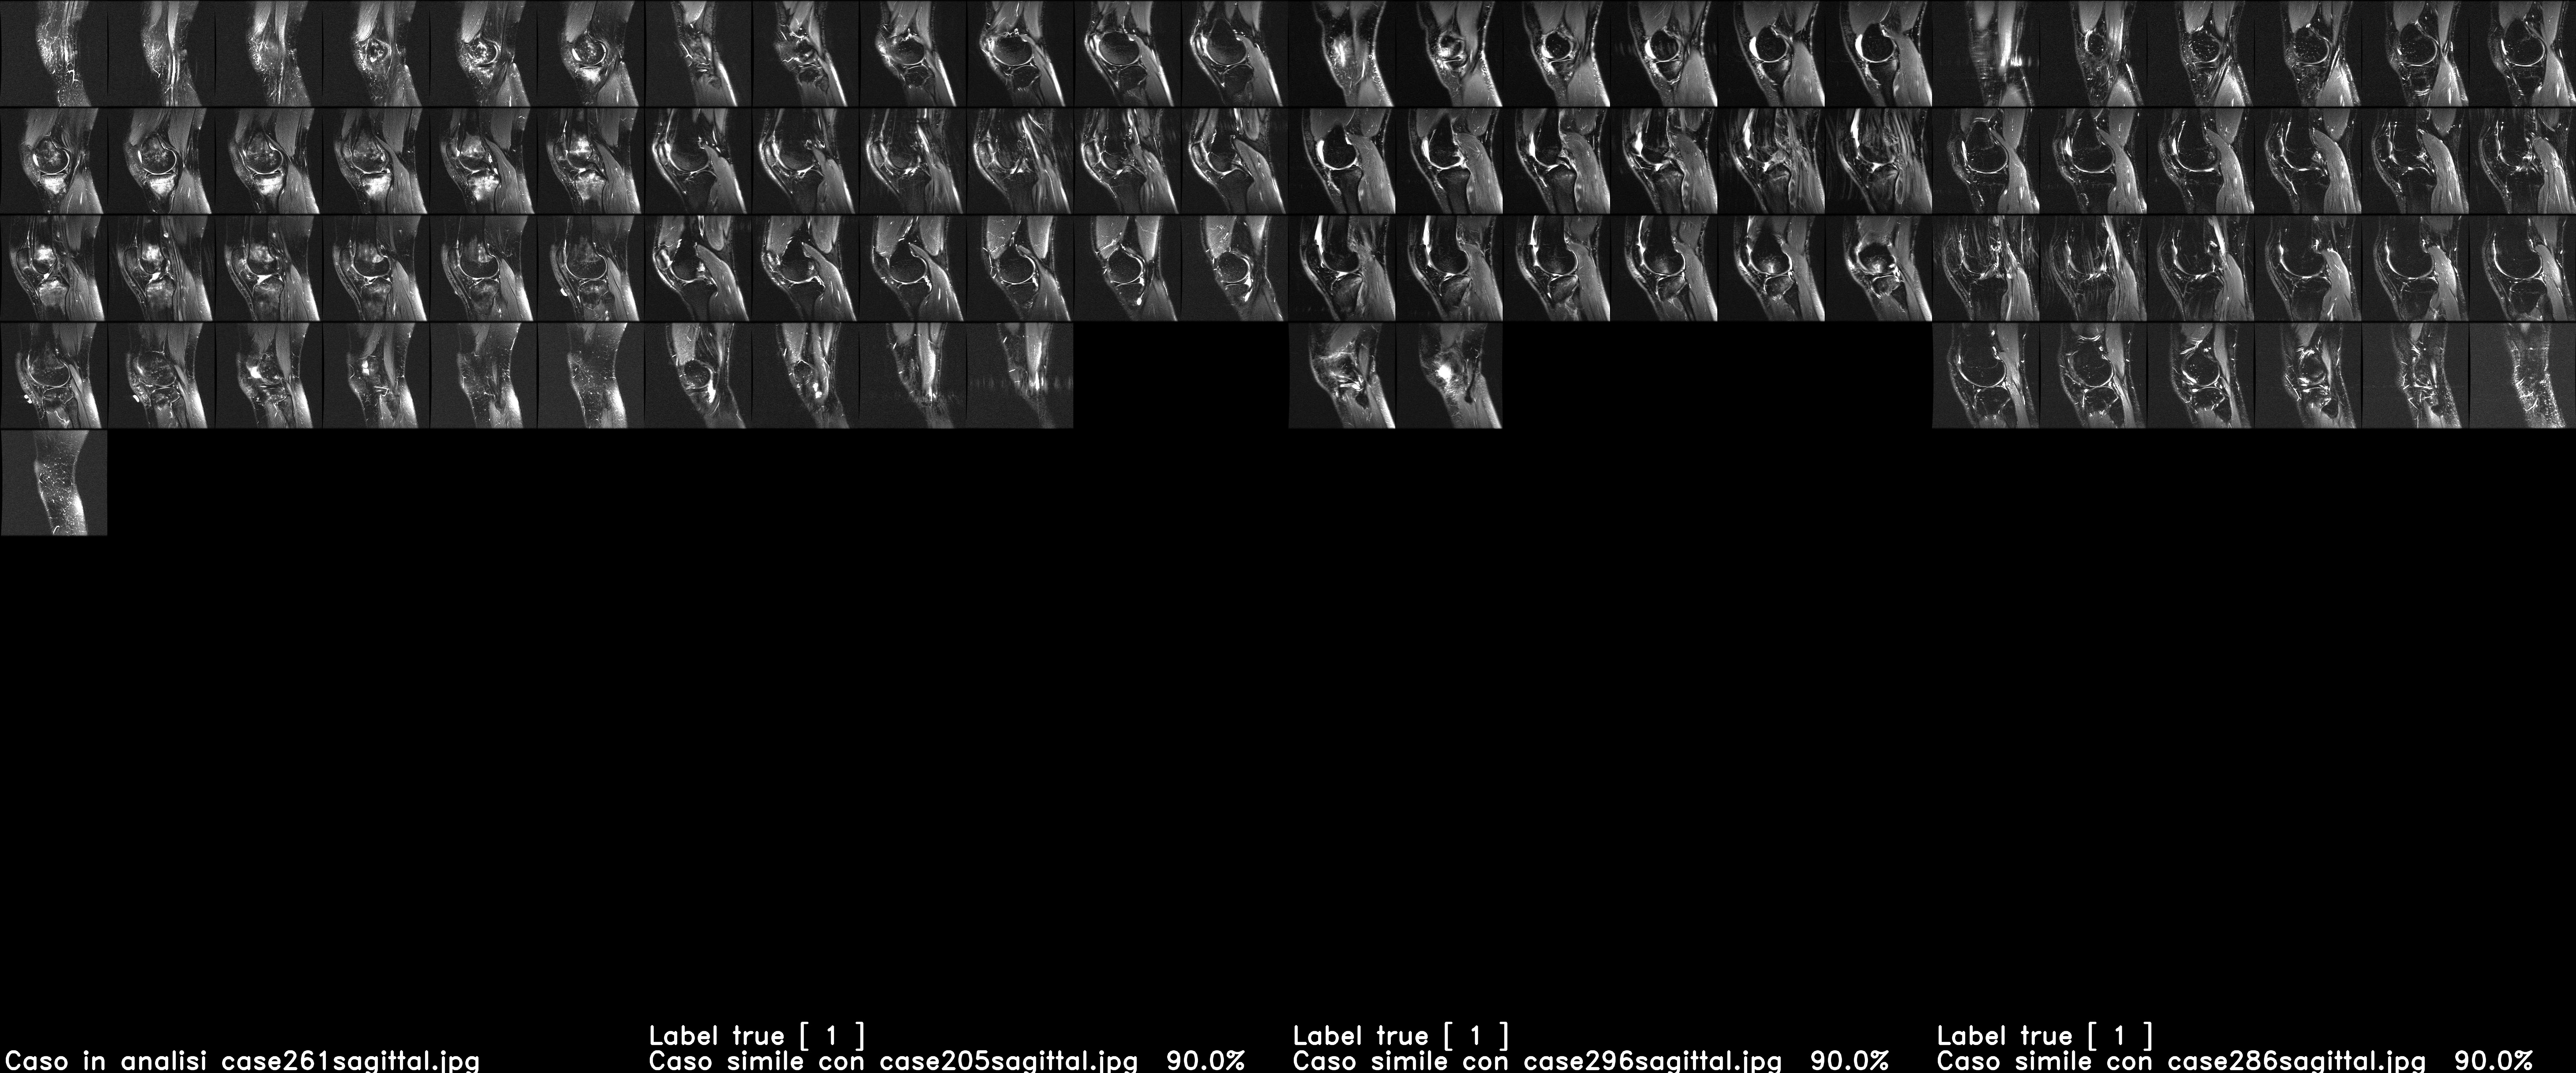 Caso in analisi case261sagittal.jpg
Label true [ 1 ]
Caso simile con case205sagittal.jpg 90.0%
Label true [ 1 ]
Caso simile con case296sagittal.jpg 90.0%
Label true [ 1 ]
Caso simile con case286sagittal.jpg 90.0%